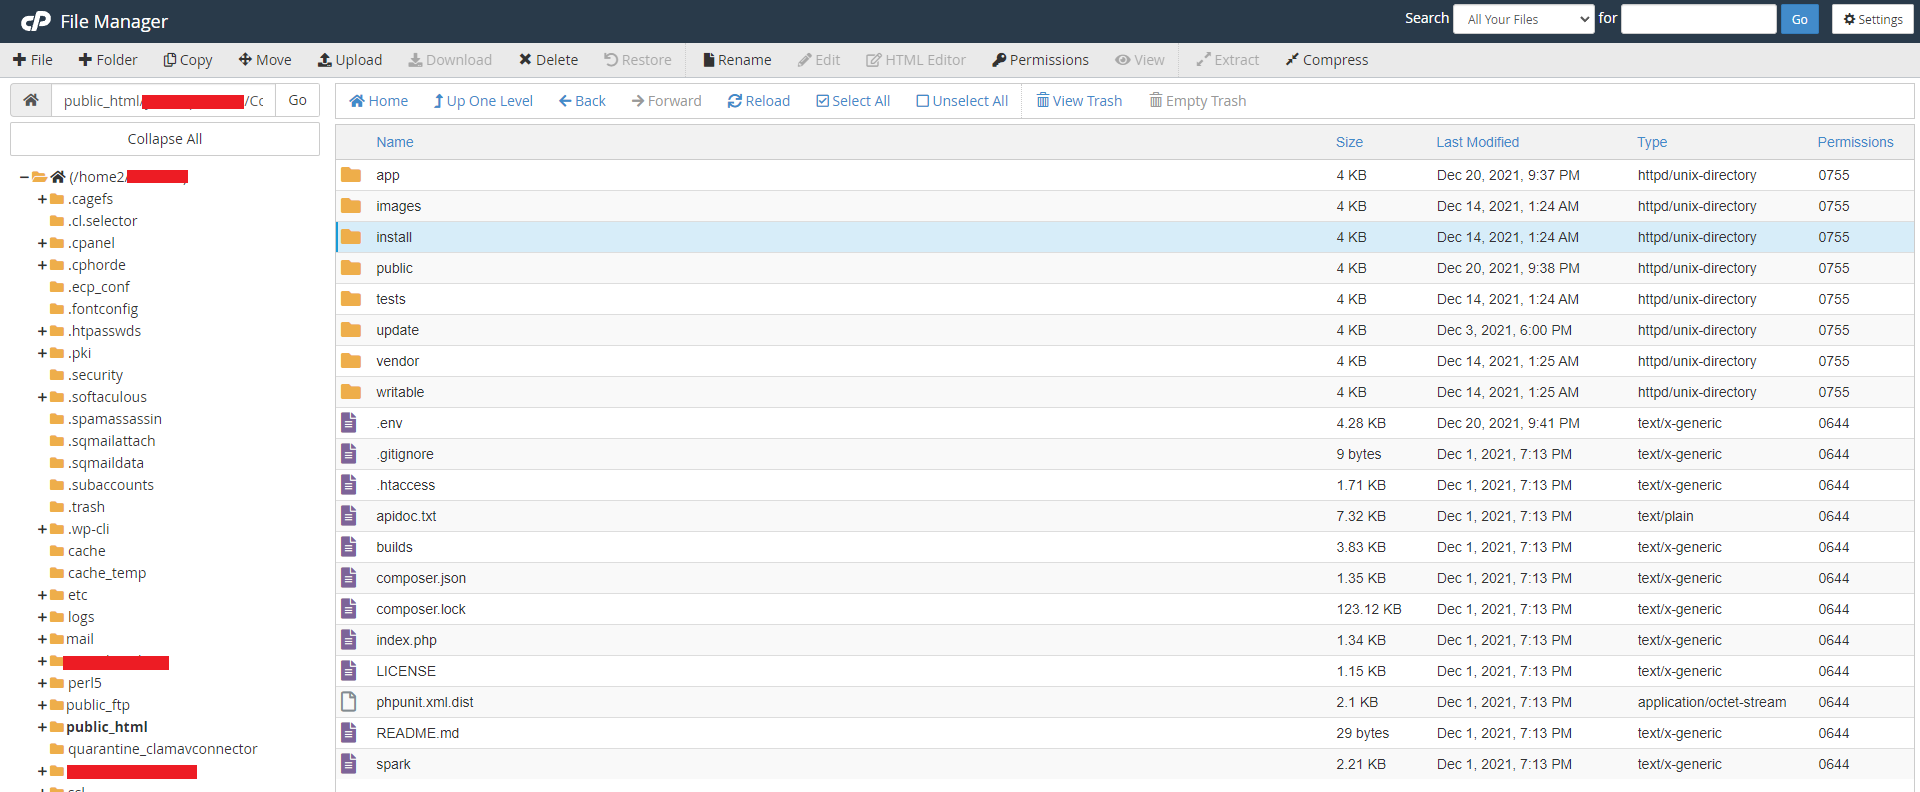 cP File Manager
Search All Your Files for Go Settings
File Folder Copy Move Upload Download Delete Restore Rename Edit HTML Editor Permissions View Extract Compress
public_html/ /Cc Go
Home Up One Level Back Forward Reload Select All Unselect All View Trash Empty Trash
Collapse All
(/home2/
.cagefs
.cl.selector
.cpanel
.cphorde
.ecp_conf
.fontconfig
.htpasswds
.pki
.security
.softaculous
.spamassassin
.sqmailattach
.sqmaildata
.subaccounts
.trash
.wp-cli
cache
cache_temp
etc
logs
mail
perl5
public_ftp
public_html
quarantine_clamavconnector
Name Size Last Modified Type Permissions
app 4 KB Dec 20, 2021, 9:37 PM httpd/unix-directory 0755
images 4 KB Dec 14, 2021, 1:24 AM httpd/unix-directory 0755
install 4 KB Dec 14, 2021, 1:24 AM httpd/unix-directory 0755
public 4 KB Dec 20, 2021, 9:38 PM httpd/unix-directory 0755
tests 4 KB Dec 14, 2021, 1:24 AM httpd/unix-directory 0755
update 4 KB Dec 3, 2021, 6:00 PM httpd/unix-directory 0755
vendor 4 KB Dec 14, 2021, 1:25 AM httpd/unix-directory 0755
writable 4 KB Dec 14, 2021, 1:25 AM httpd/unix-directory 0755
.env 4.28 KB Dec 20, 2021, 9:41 PM text/x-generic 0644
.gitignore 9 bytes Dec 1, 2021, 7:13 PM text/x-generic 0644
.htaccess 1.71 KB Dec 1, 2021, 7:13 PM text/x-generic 0644
apidoc.txt 7.32 KB Dec 1, 2021, 7:13 PM text/plain 0644
builds 3.83 KB Dec 1, 2021, 7:13 PM text/x-generic 0644
composer.json 1.35 KB Dec 1, 2021, 7:13 PM text/x-generic 0644
composer.lock 123.12 KB Dec 1, 2021, 7:13 PM text/x-generic 0644
index.php 1.34 KB Dec 1, 2021, 7:13 PM text/x-generic 0644
LICENSE 1.15 KB Dec 1, 2021, 7:13 PM text/x-generic 0644
phpunit.xml.dist 2.1 KB Dec 1, 2021, 7:13 PM application/octet-stream 0644
README.md 29 bytes Dec 1, 2021, 7:13 PM text/x-generic 0644
spark 2.21 KB Dec 1, 2021, 7:13 PM text/x-generic 0644